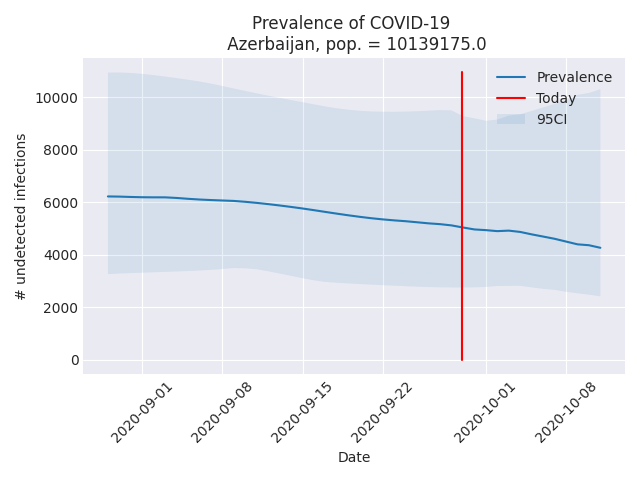 Prevalence of COVID-19
Azerbaijan, pop. = 10139175.0
Prevalence
Today
95CI
10000
8000
6000
4000
2000
0
# undetected infections
2020-09-01
2020-09-08
2020-09-15
2020-09-22
2020-10-01
2020-10-08
Date